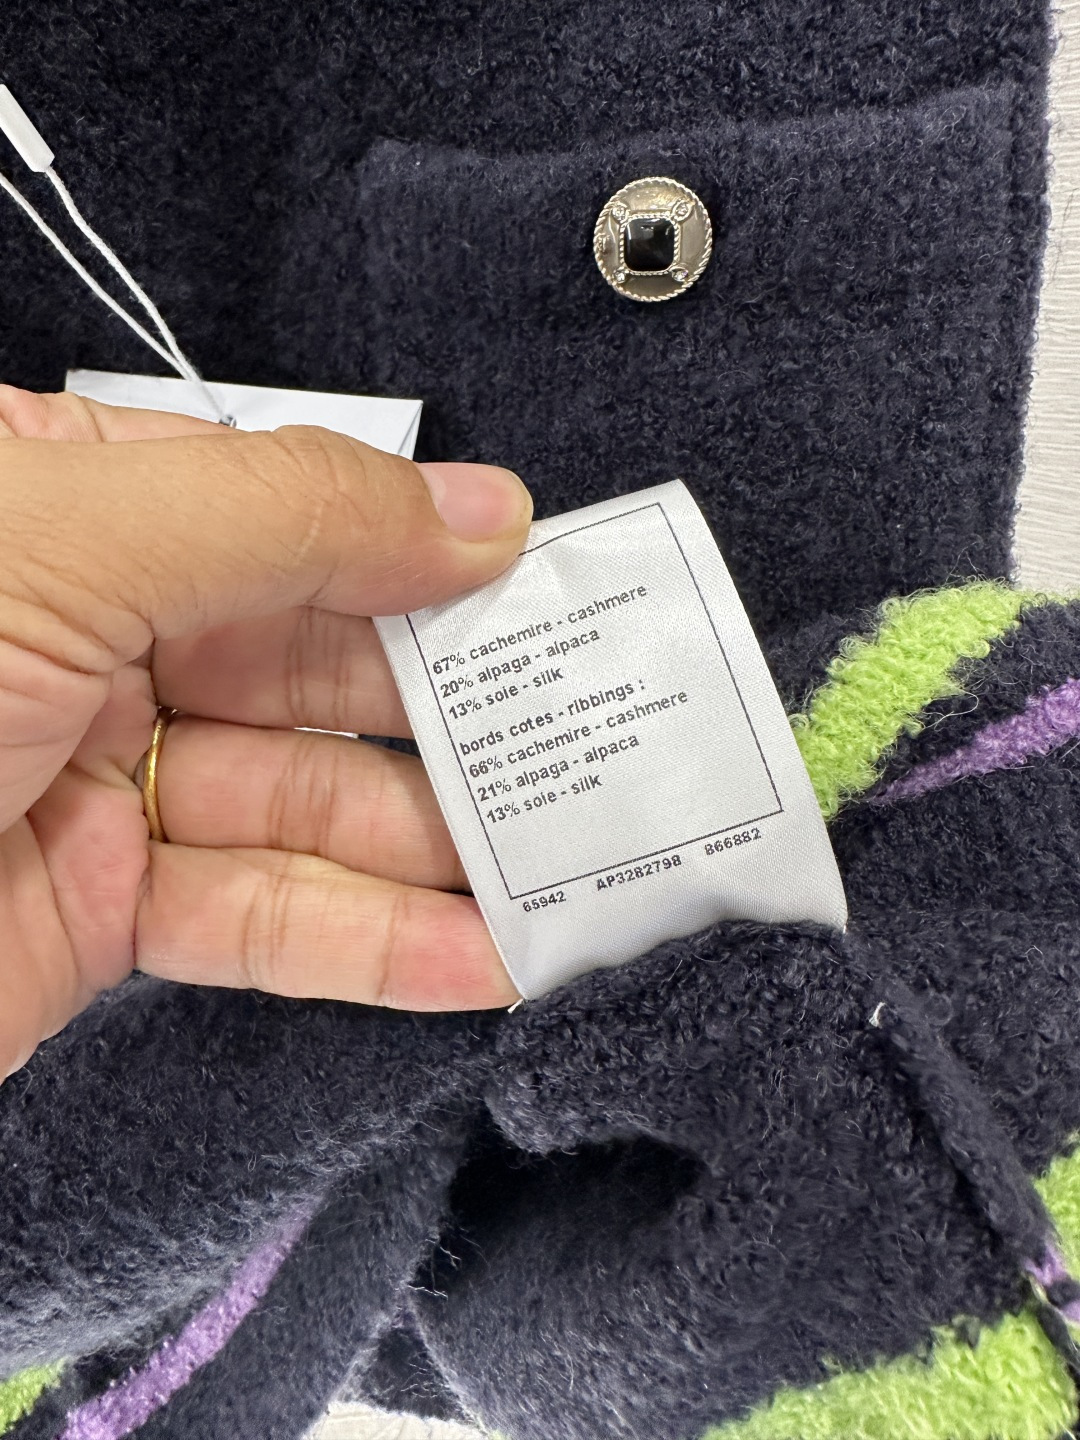 67% cachemire - cashmere
20% alpaga - alpaca
13% soie - silk
bords cotes - ribbings :
66% cachemire - cashmere
21% alpaga - alpaca
13% soie - silk
65942 AP3282798 866882